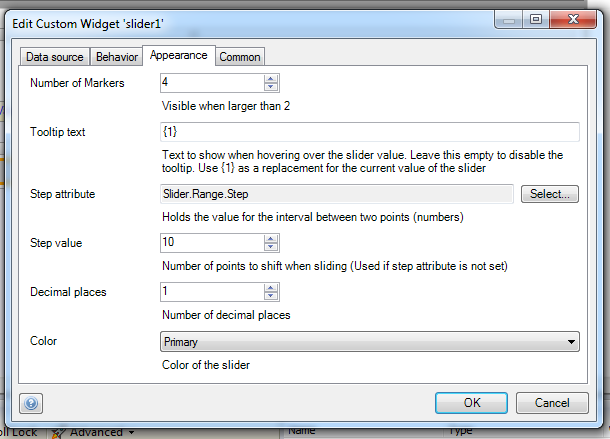 Edit Custom Widget 'slider1'
Data source Behavior Appearance Common
Number of Markers 4
Visible when larger than 2
Tooltip text {1}
Text to show when hovering over the slider value. Leave this empty to disable the
tooltip. Use {1} as a replacement for the current value of the slider
Step attribute Slider.Range.Step Select...
Holds the value for the interval between two points (numbers)
Step value 10
Number of points to shift when sliding (Used if step attribute is not set)
Decimal places 1
Number of decimal places
Color Primary
Color of the slider
OK Cancel
oll Lock Advanced Name Type